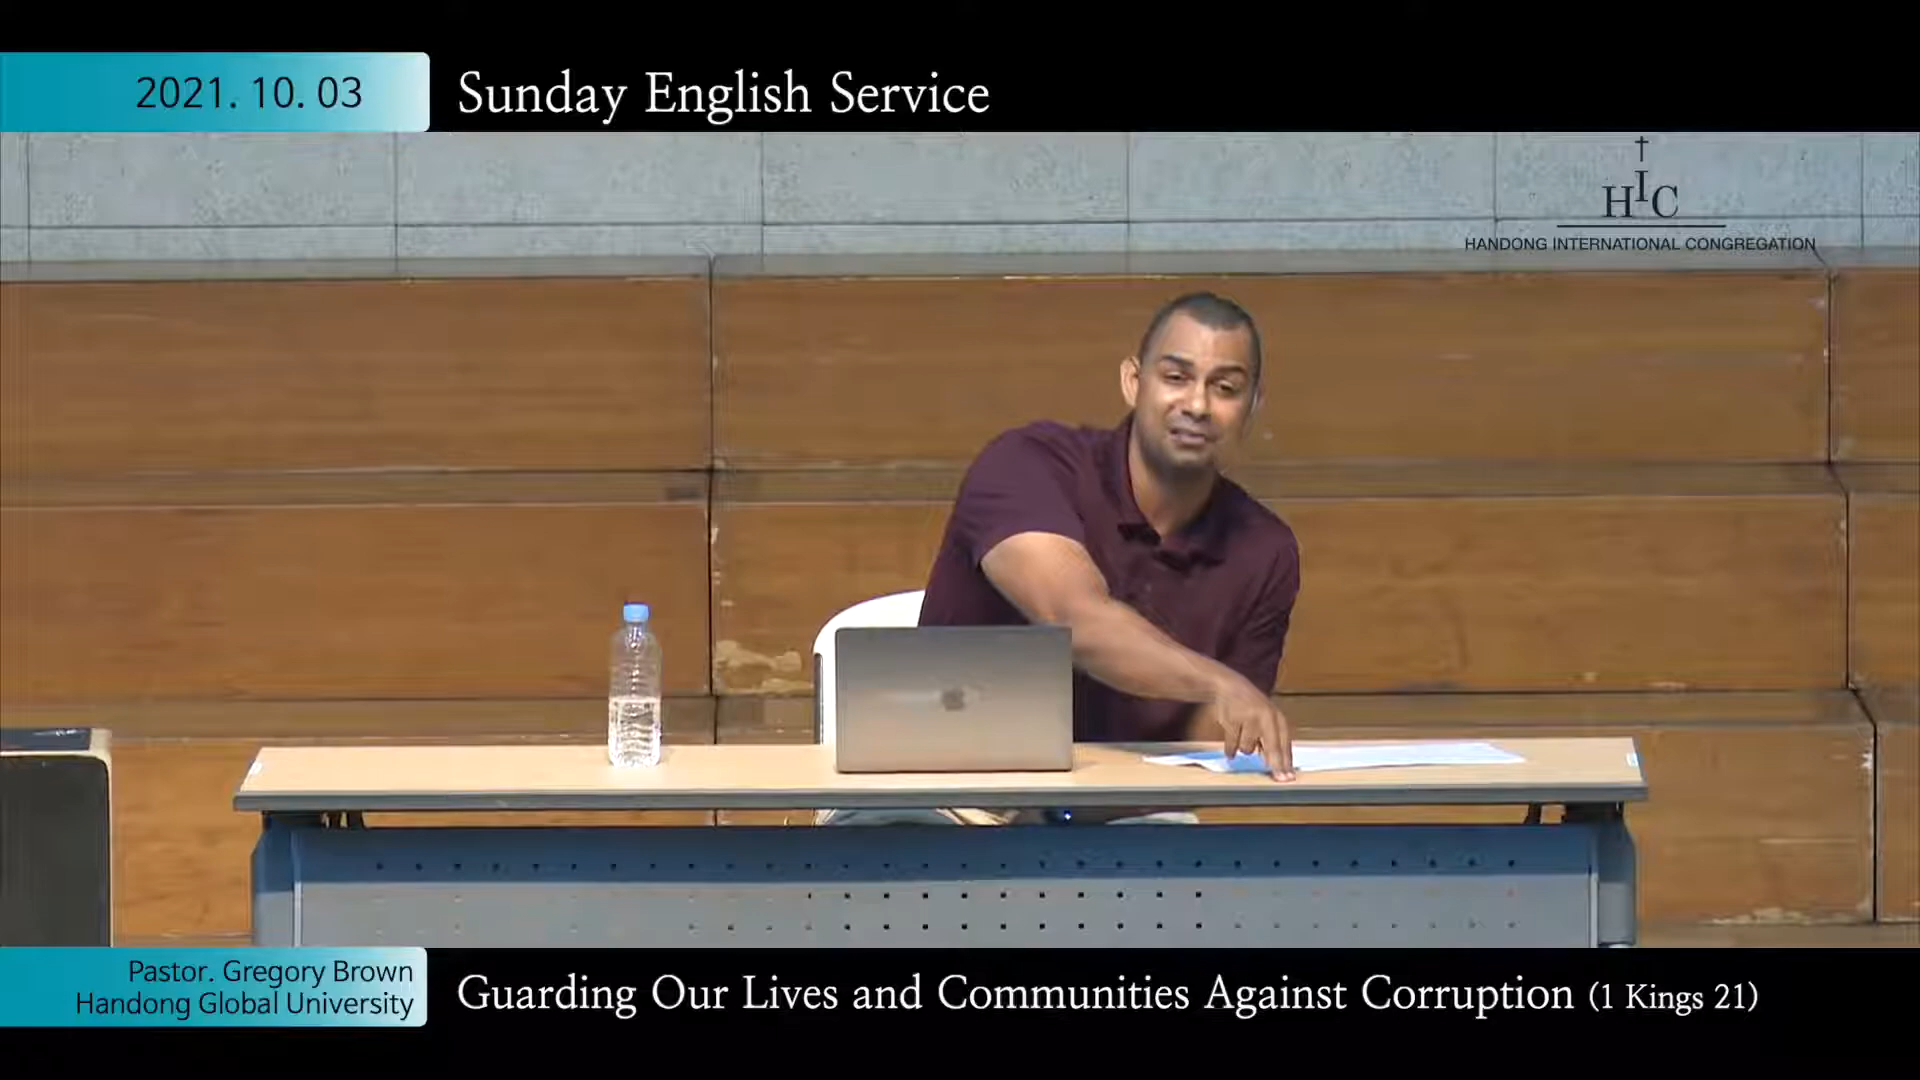 2021. 10. 03
Sunday English Service
HIC
HANDONG INTERNATIONAL CONGREGATION
Pastor. Gregory Brown
Handong Global University
Guarding Our Lives and Communities Against Corruption (1 Kings 21)